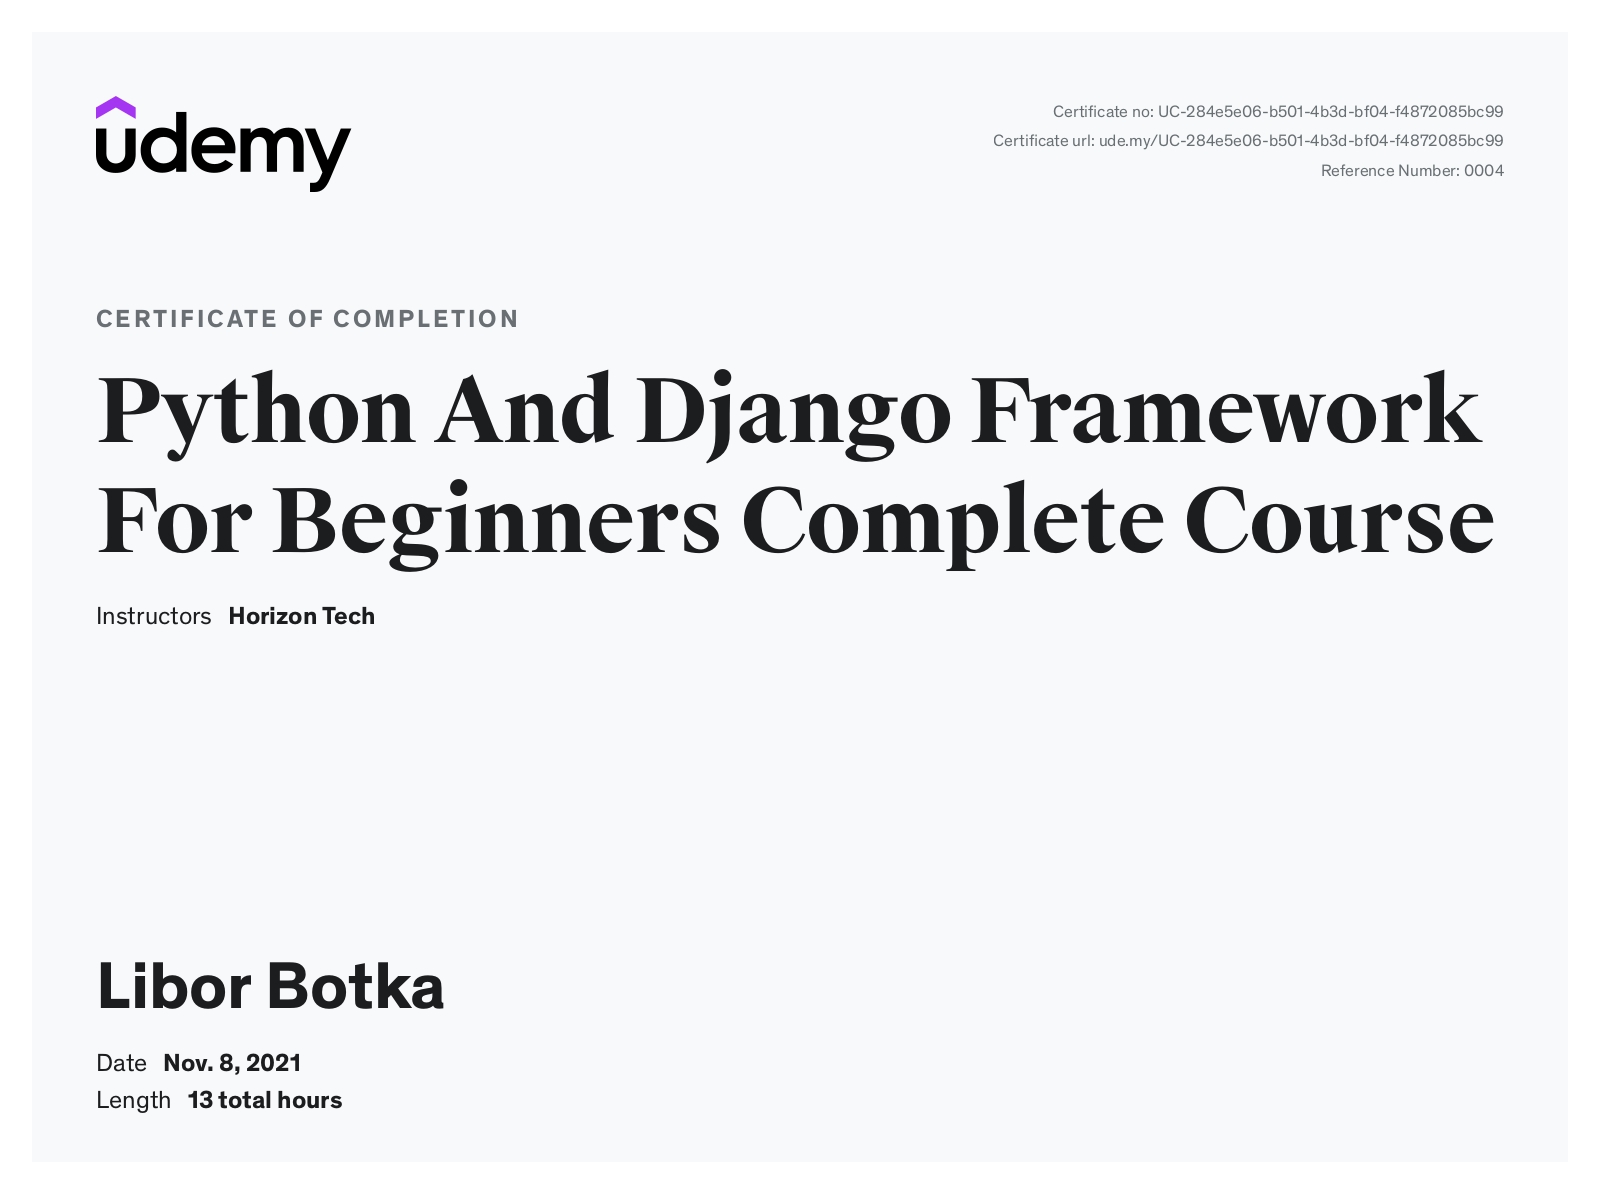 udemy
Certificate no: UC-284e5e06-b501-4b3d-bf04-f4872085bc99
Certificate url: ude.my/UC-284e5e06-b501-4b3d-bf04-f4872085bc99
Reference Number: 0004
CERTIFICATE OF COMPLETION
Python And Django Framework
For Beginners Complete Course
Instructors Horizon Tech
Libor Botka
Date Nov. 8, 2021
Length 13 total hours